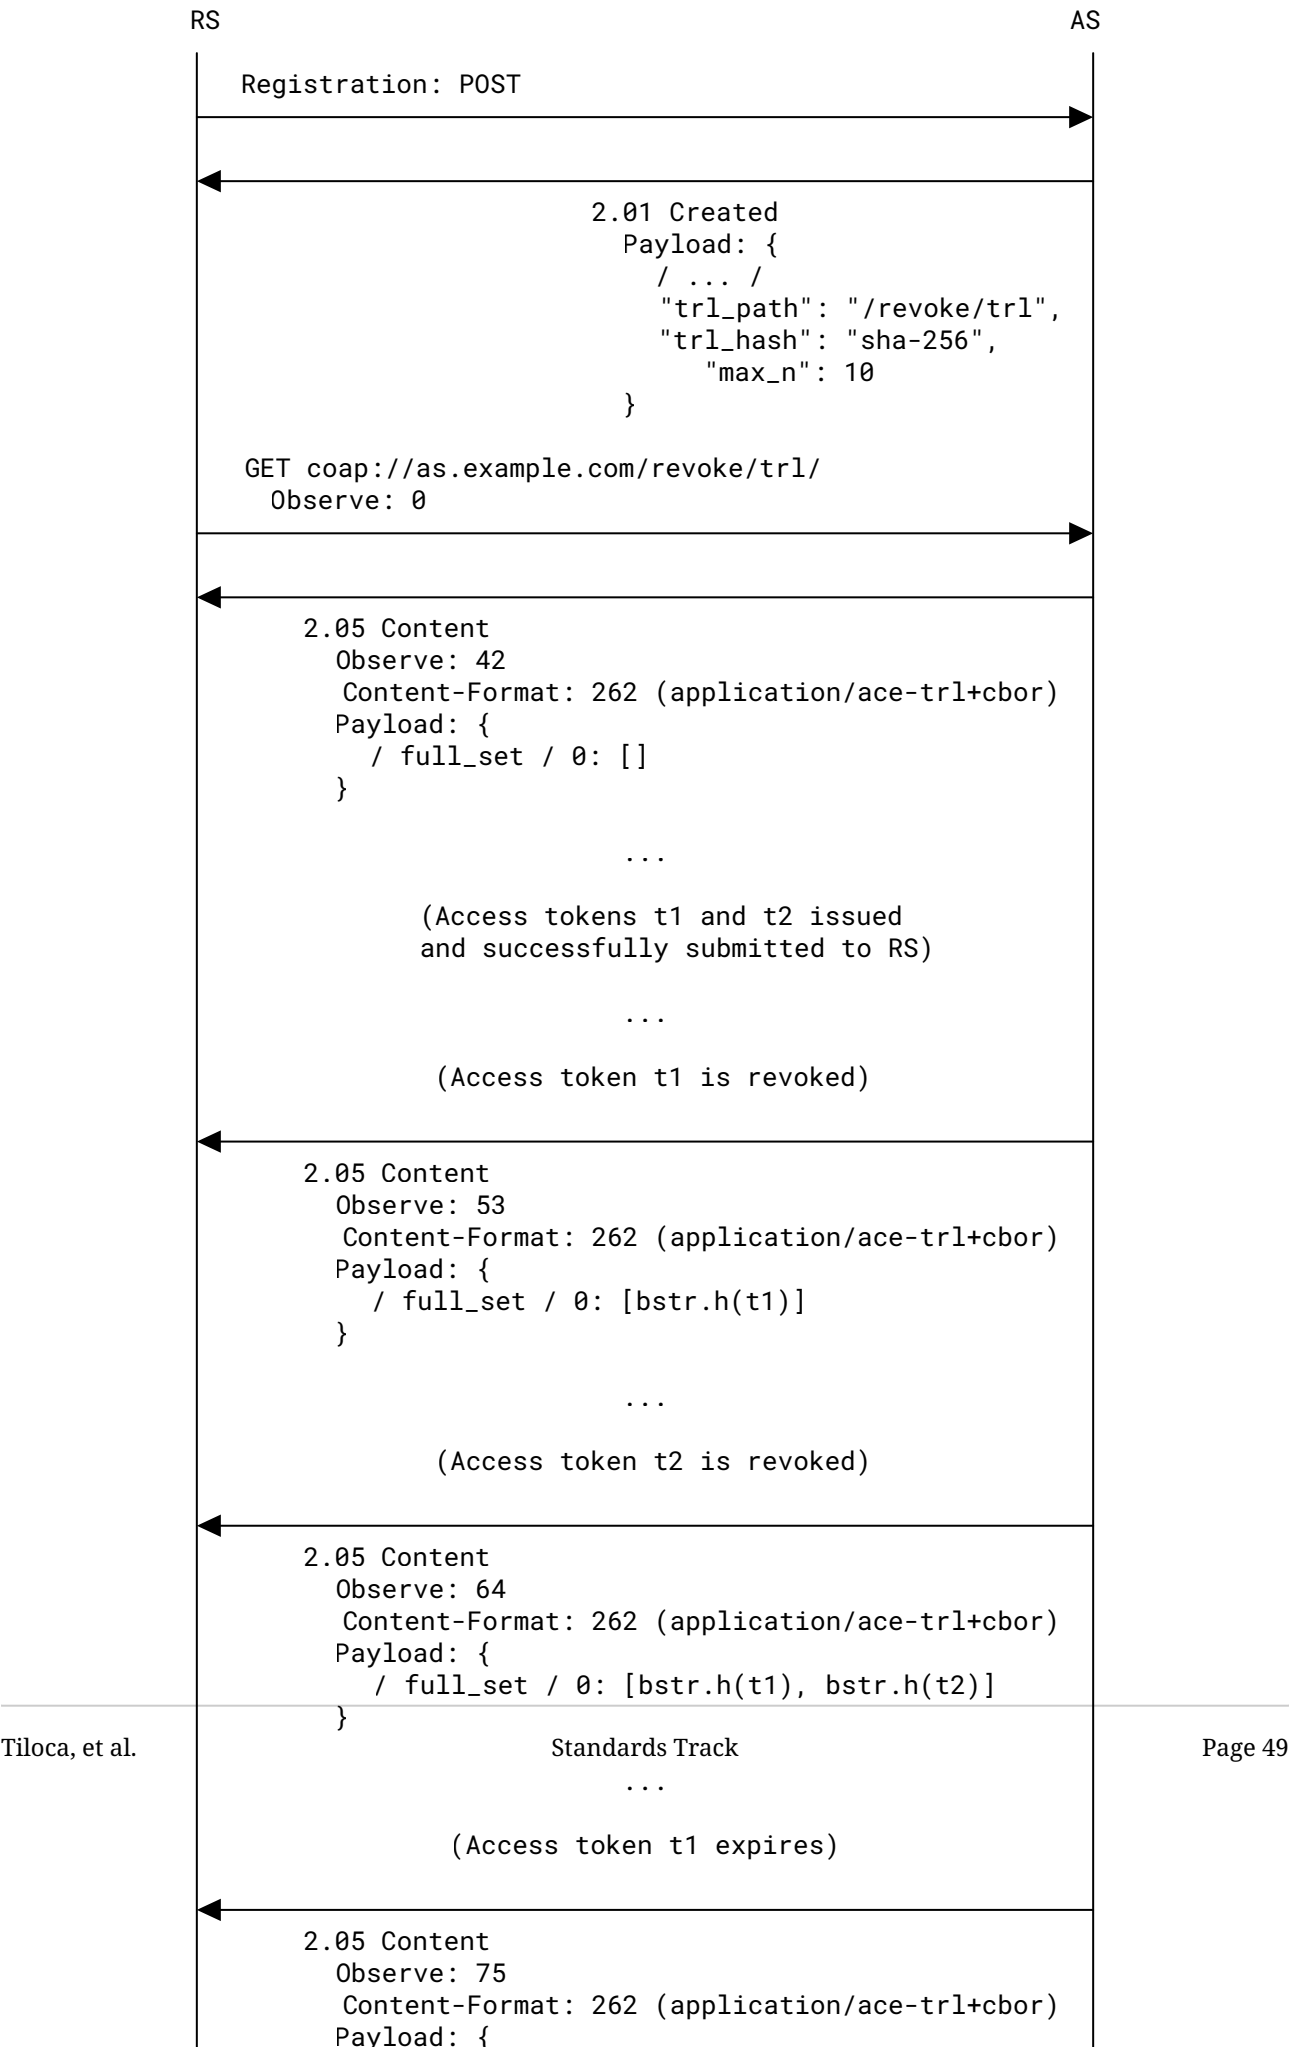 RS AS
Registration: POST
2.01 Created
Payload: {
/ ... /
"trl_path": "/revoke/trl",
"trl_hash": "sha-256",
"max_n": 10
}
GET coap://as.example.com/revoke/trl/
Observe: 0
2.05 Content
Observe: 42
Content-Format: 262 (application/ace-trl+cbor)
Payload: {
/ full_set / 0: []
}
...
(Access tokens t1 and t2 issued
and successfully submitted to RS)
...
(Access token t1 is revoked)
2.05 Content
Observe: 53
Content-Format: 262 (application/ace-trl+cbor)
Payload: {
/ full_set / 0: [bstr.h(t1)]
}
...
(Access token t2 is revoked)
2.05 Content
Observe: 64
Content-Format: 262 (application/ace-trl+cbor)
Payload: {
/ full_set / 0: [bstr.h(t1), bstr.h(t2)]
}
Tiloca, et al. Standards Track Page 49
...
(Access token t1 expires)
2.05 Content
Observe: 75
Content-Format: 262 (application/ace-trl+cbor)
Payload: {